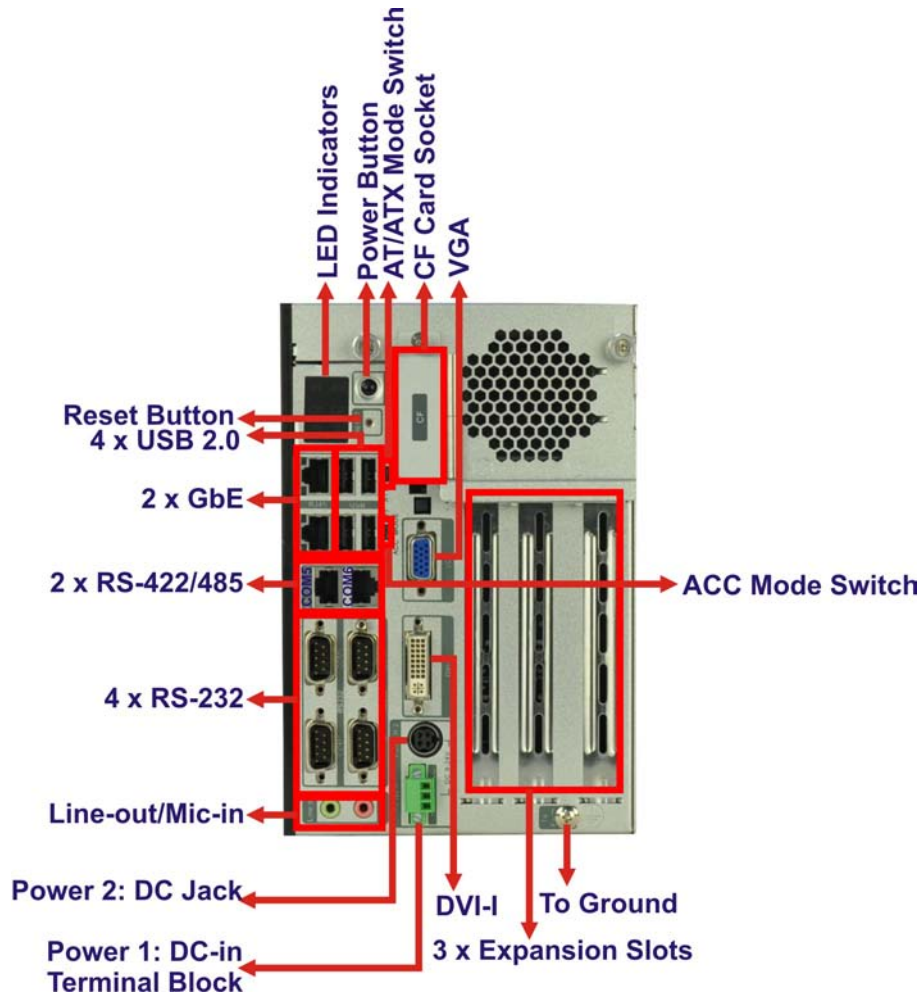 LED Indicators
Power Button
AT/ATX Mode Switch
CF Card Socket
VGA
Reset Button
4 x USB 2.0
2 x GbE
2 x RS-422/485
4 x RS-232
Line-out/Mic-in
Power 2: DC Jack
Power 1: DC-in
Terminal Block
DVI-I
3 x Expansion Slots
To Ground
ACC Mode Switch
CF
COM5
COM6